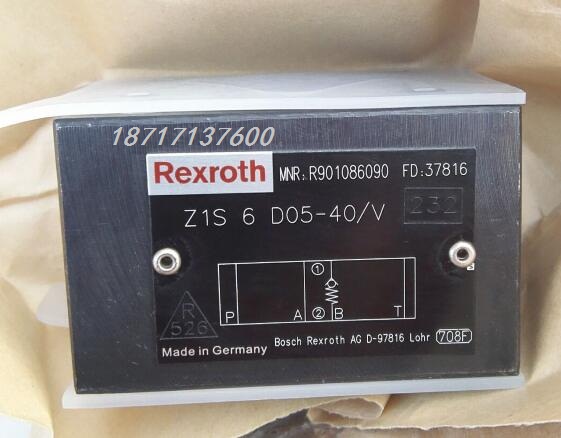 18717137600
Rexroth MNR: R901086090 FD: 37816
Z1S 6 D05-40/V 232
①
R
526
P A ② B T
Bosch Rexroth AG D-97816 Lohr 708F
Made in Germany